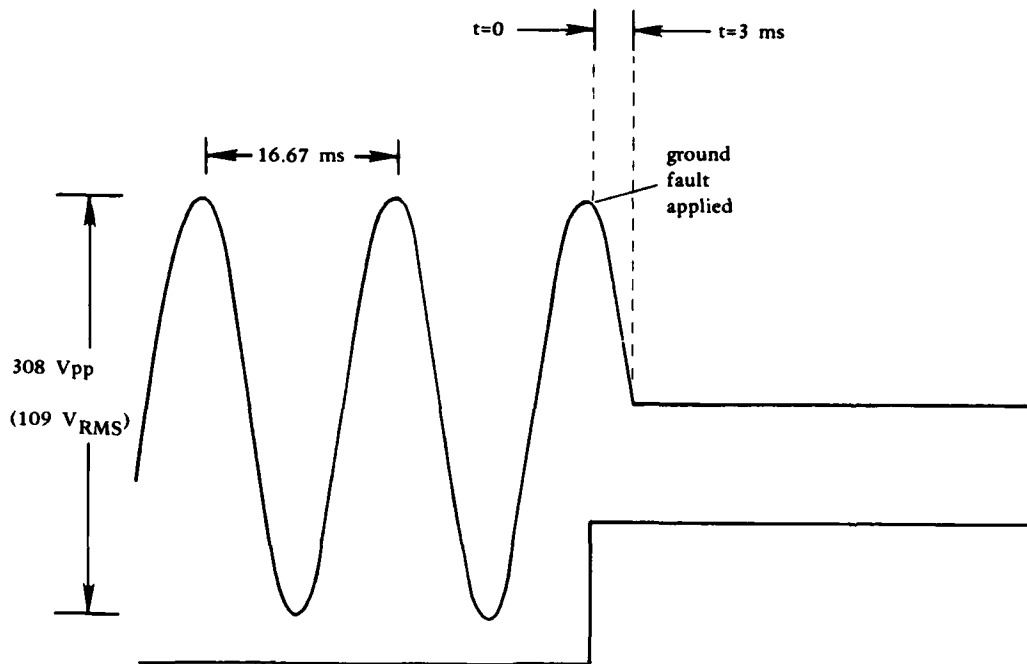 t=0
t=3 ms
16.67 ms
ground
fault
applied
308 Vpp
(109 VRMS)